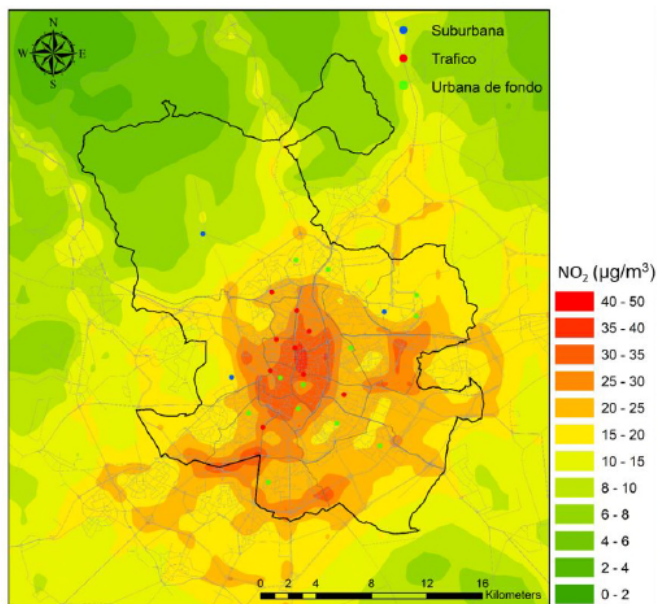 N
W E
S
Suburbana
Trafico
Urbana de fondo
NO₂ (µg/m³)
40 - 50
35 - 40
30 - 35
25 - 30
20 - 25
15 - 20
10 - 15
8 - 10
6 - 8
4 - 6
2 - 4
0 - 2
0 2 4 8 12 16
Kilometers